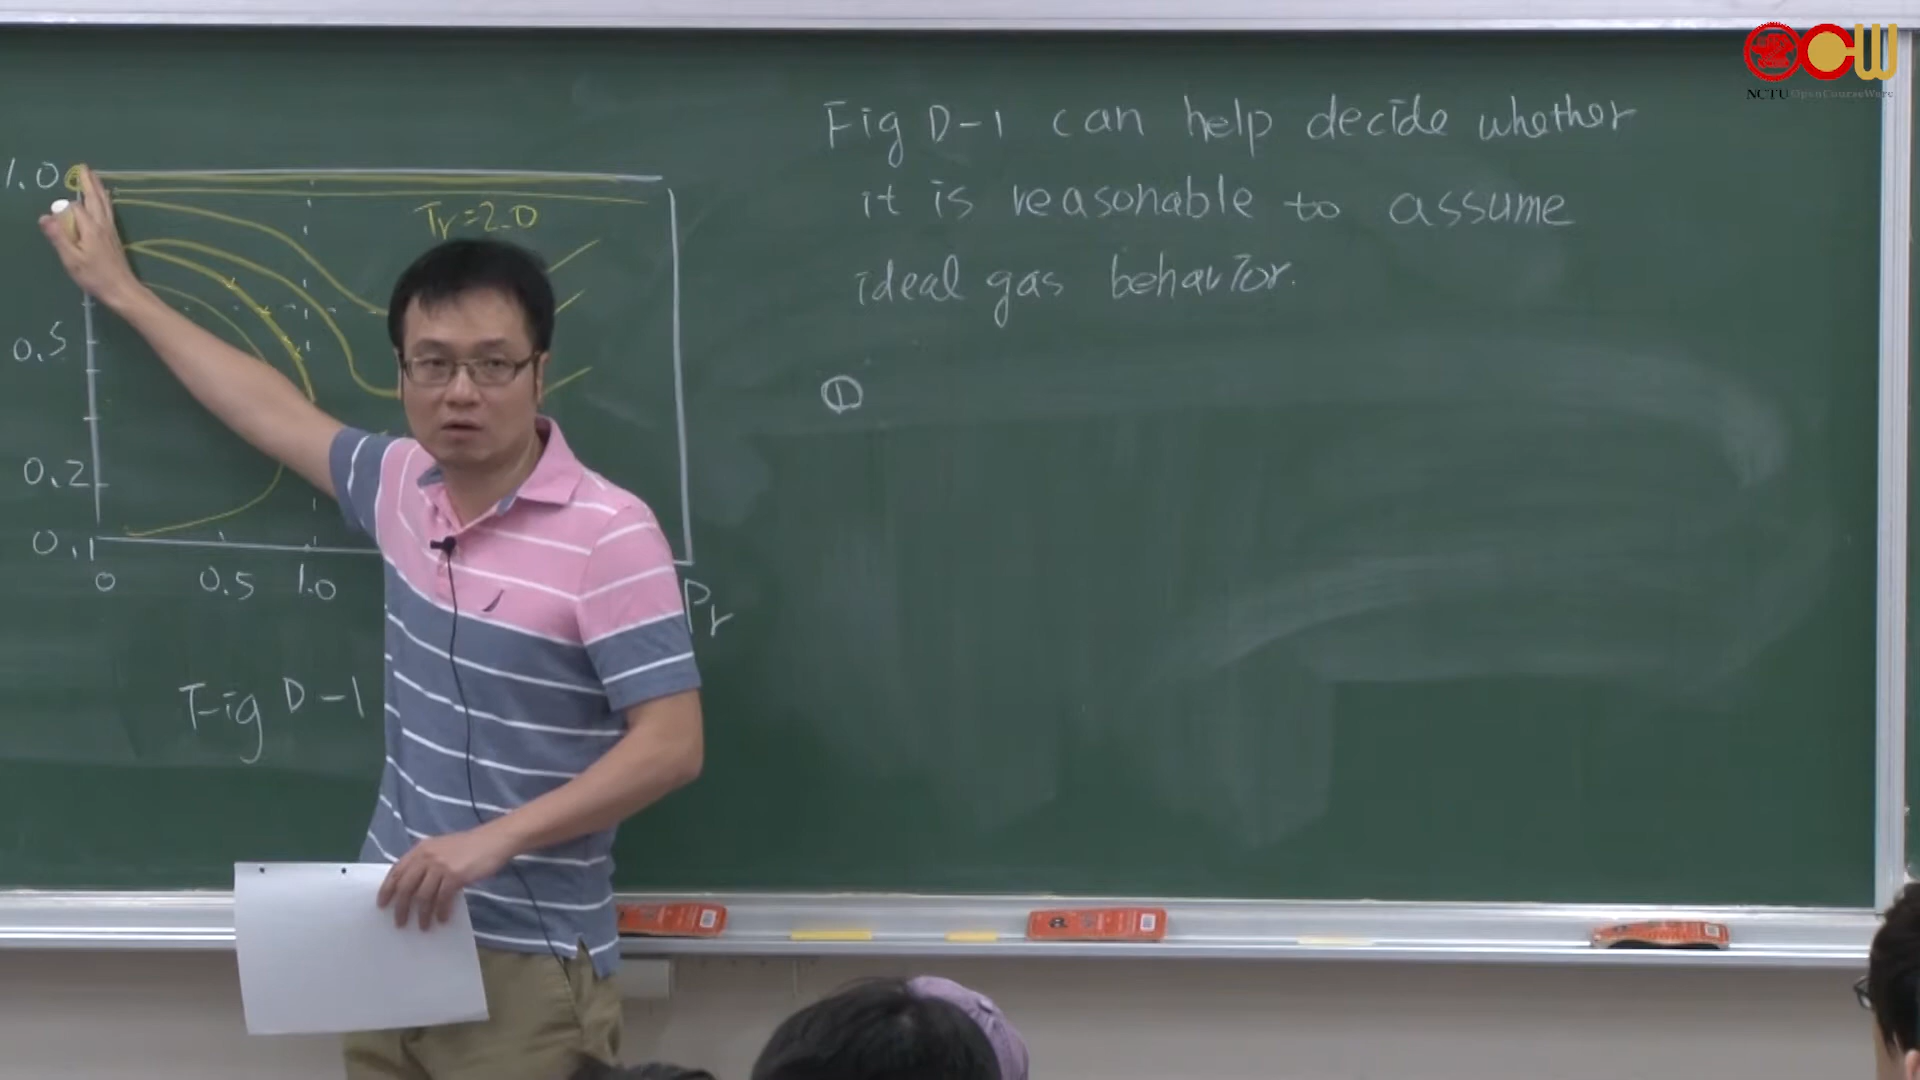 1.0
Tr=2.0
0.5
0.2
0.1
0
0.5
1.0
Pr
Fig D-1
Fig D-1 can help decide whether
it is reasonable to assume
ideal gas behavior.
①
NCTU OpenCourseWare